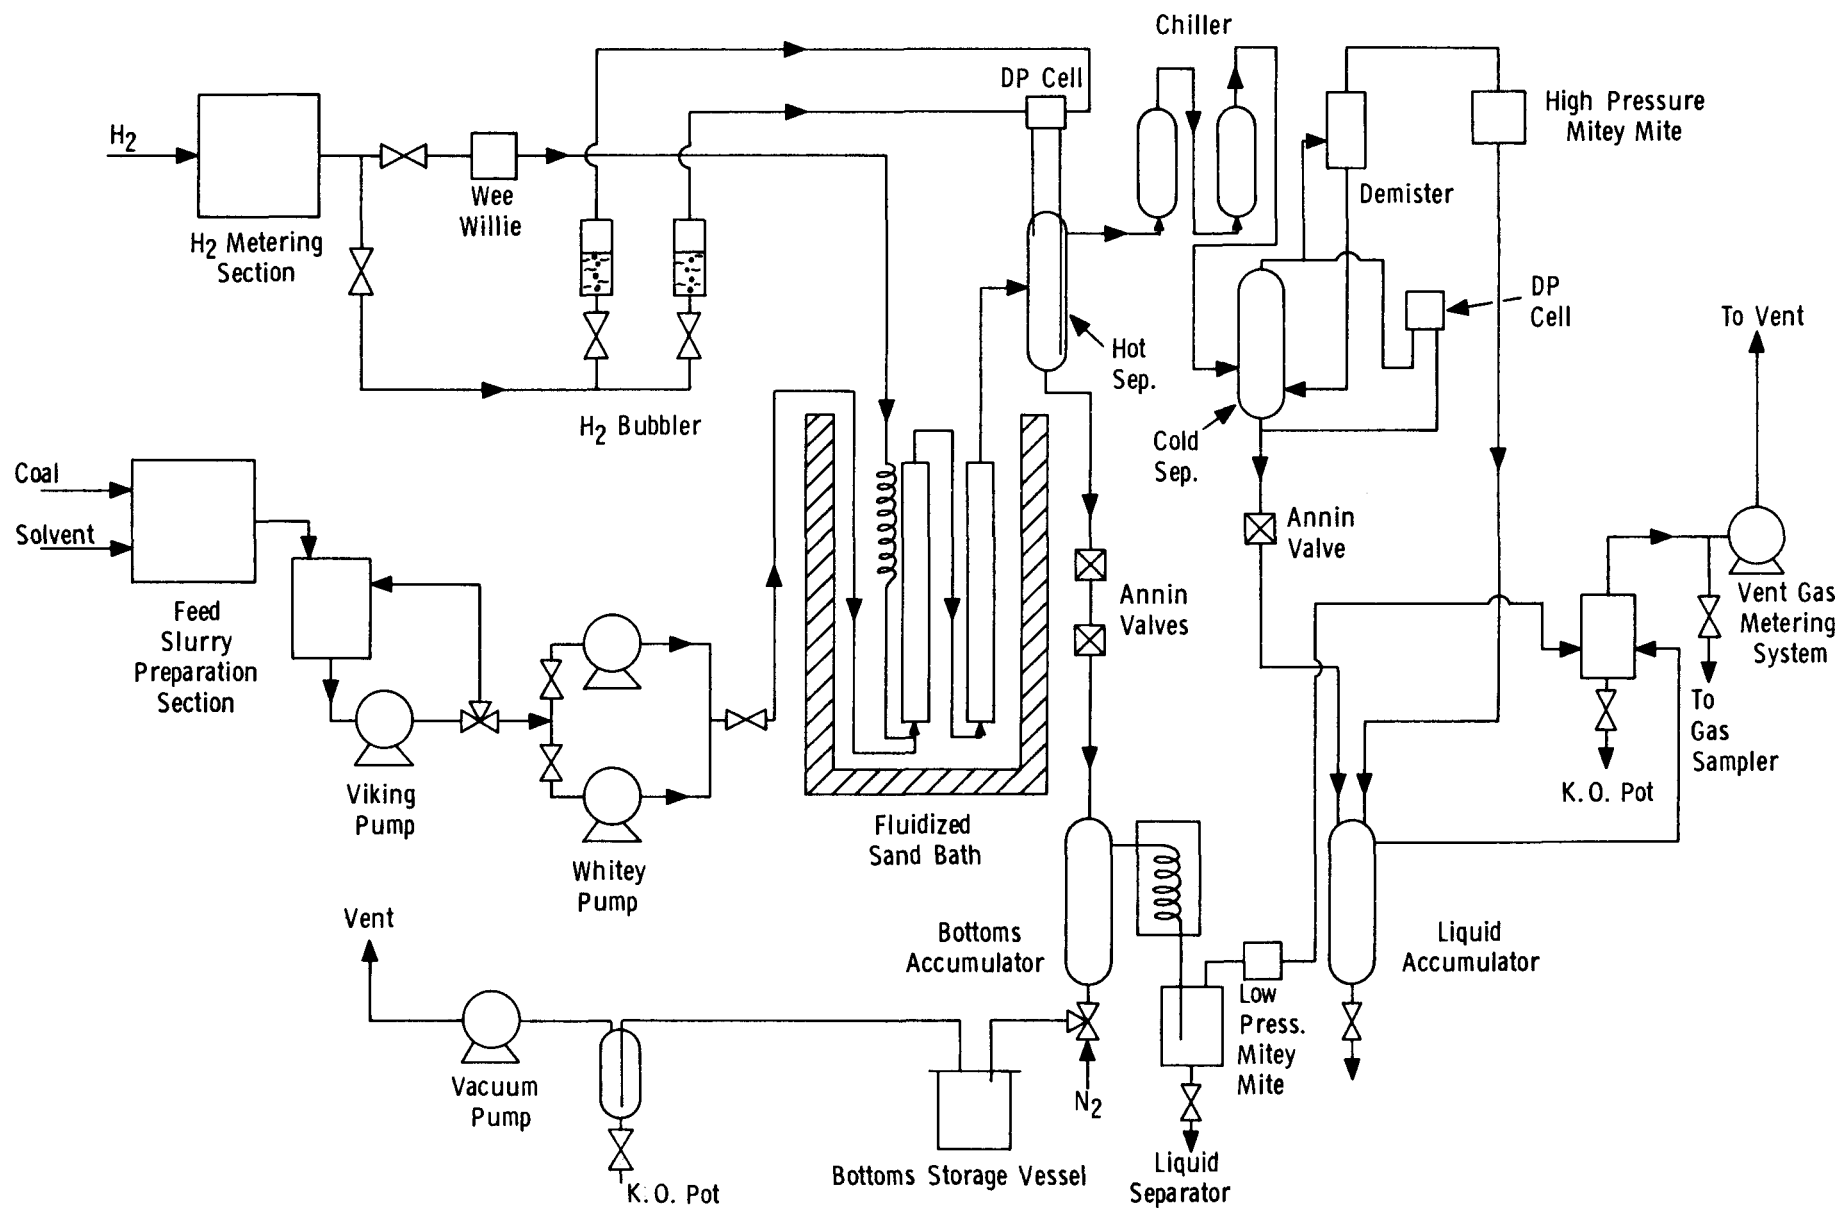 Chiller
DP Cell
High Pressure
Mitey Mite
H2
Wee
Willie
Demister
H2 Metering
Section
DP
Cell
To Vent
Hot
Sep.
H2 Bubbler
Cold
Sep.
Coal
Solvent
Annin
Valve
Annin
Valves
Feed
Slurry
Preparation
Section
Vent Gas
Metering
System
To
Gas
Sampler
K.O. Pot
Viking
Pump
Fluidized
Sand Bath
Whitey
Pump
Vent
Bottoms
Accumulator
Liquid
Accumulator
Low
Press.
Mitey
Mite
Vacuum
Pump
N2
K.O. Pot
Bottoms Storage Vessel
Liquid
Separator